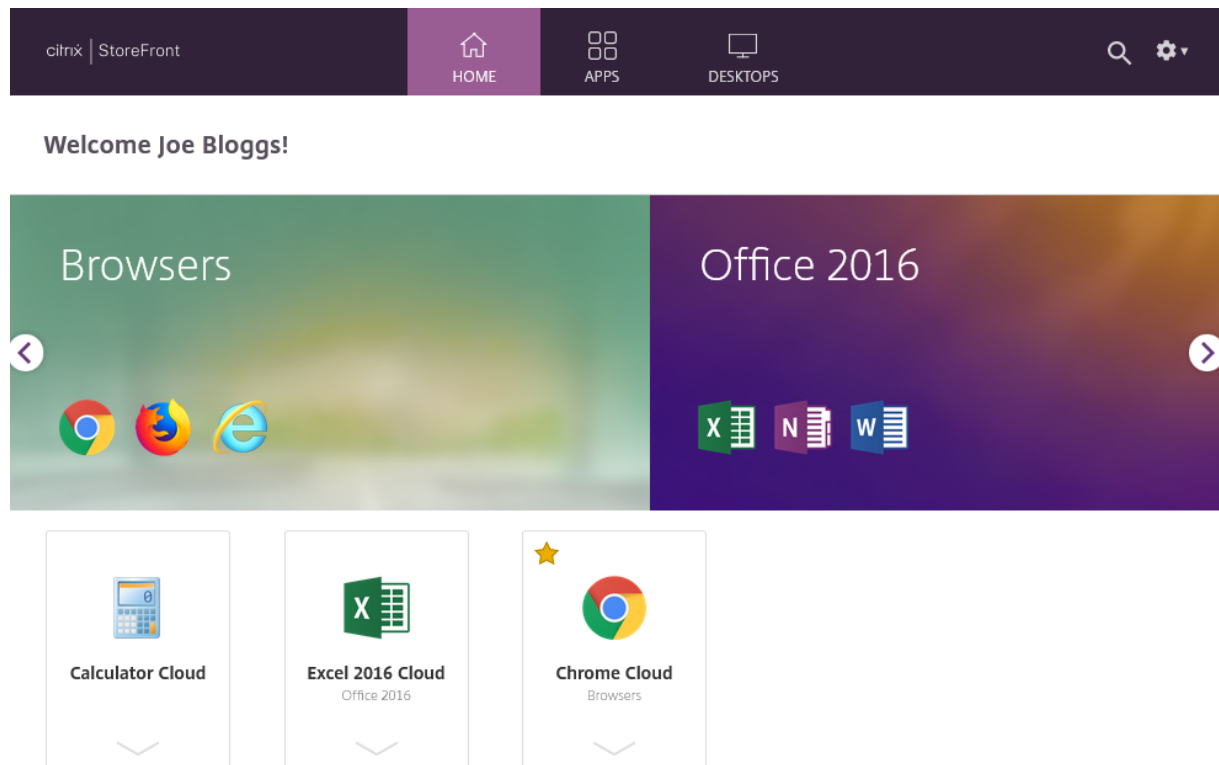 citrix | StoreFront
HOME
APPS
DESKTOPS
Welcome Joe Bloggs!
Browsers
Office 2016
X
N
W
0
Calculator Cloud
X
Excel 2016 Cloud
Office 2016
Chrome Cloud
Browsers